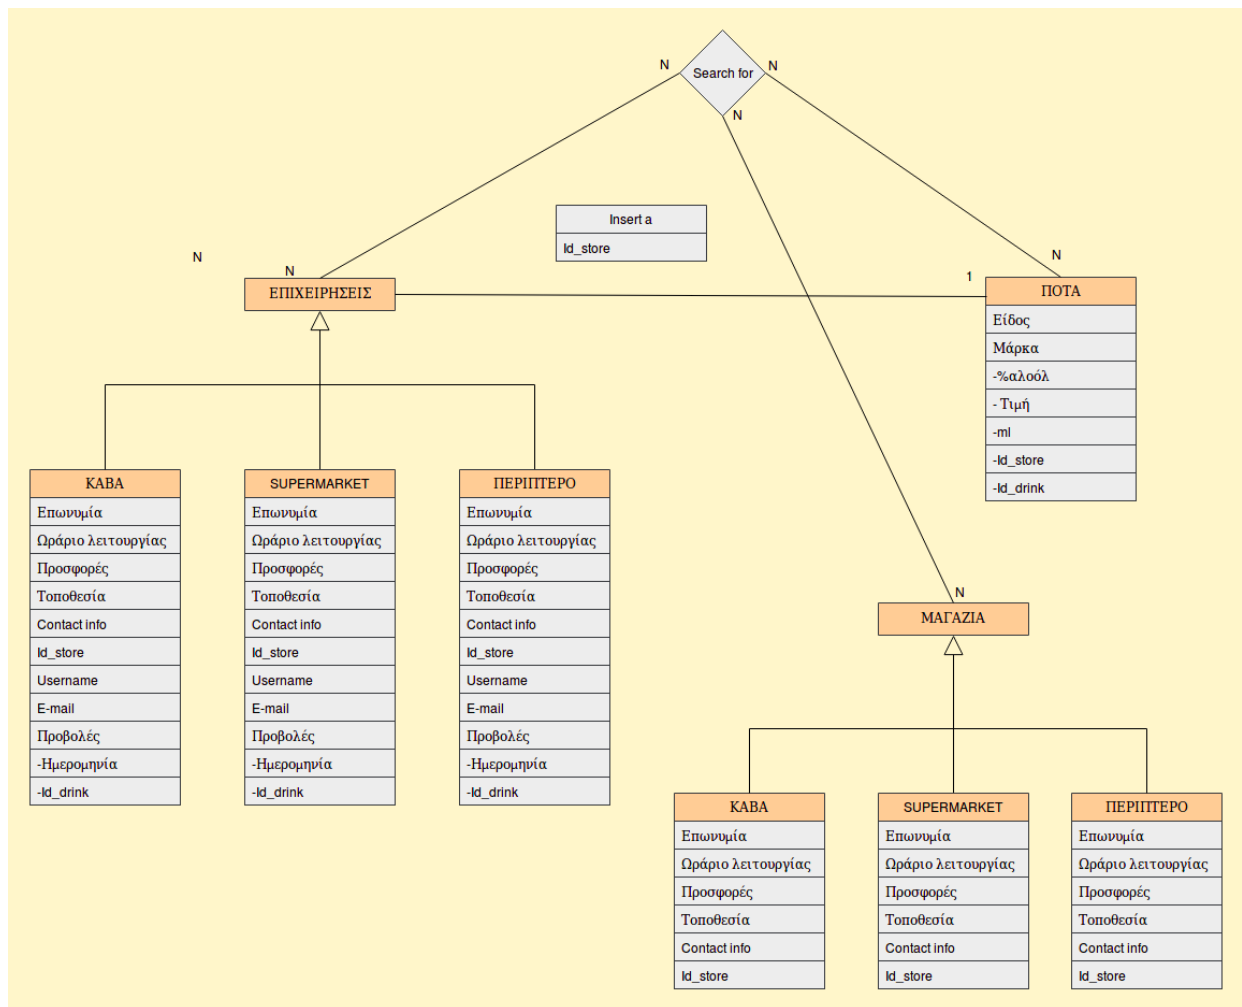 Search for
N
N
N
Insert a
Id_store
N
N
N
1
ΕΠΙΧΕΙΡΗΣΕΙΣ
ΠΟΤΑ
Είδος
Μάρκα
-%αλοόλ
- Τιμή
-ml
-Id_store
-Id_drink
ΚΑΒΑ
Επωνυμία
Ωράριο λειτουργίας
Προσφορές
Τοποθεσία
Contact info
Id_store
Username
E-mail
Προβολές
-Ημερομηνία
-Id_drink
SUPERMARKET
Επωνυμία
Ωράριο λειτουργίας
Προσφορές
Τοποθεσία
Contact info
Id_store
Username
E-mail
Προβολές
-Ημερομηνία
-Id_drink
ΠΕΡΙΠΤΕΡΟ
Επωνυμία
Ωράριο λειτουργίας
Προσφορές
Τοποθεσία
Contact info
Id_store
Username
E-mail
Προβολές
-Ημερομηνία
-Id_drink
N
ΜΑΓΑΖΙΑ
ΚΑΒΑ
Επωνυμία
Ωράριο λειτουργίας
Προσφορές
Τοποθεσία
Contact info
Id_store
SUPERMARKET
Επωνυμία
Ωράριο λειτουργίας
Προσφορές
Τοποθεσία
Contact info
Id_store
ΠΕΡΙΠΤΕΡΟ
Επωνυμία
Ωράριο λειτουργίας
Προσφορές
Τοποθεσία
Contact info
Id_store